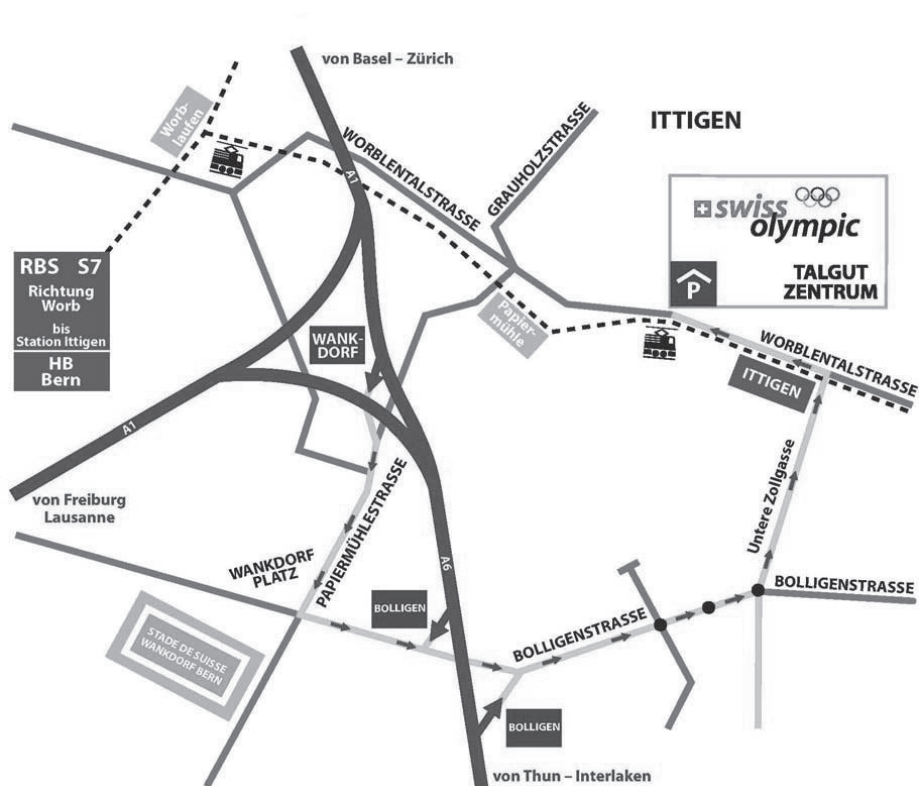 von Basel – Zürich
Worb-
laufen
A1
WORBLENTALSTRASSE
GRAUHOLZSTRASSE
ITTIGEN
swiss
olympic
TALGUT
ZENTRUM
P
RBS S7
Richtung
Worb
bis
Station Ittigen
HB
Bern
WANK-
DORF
Papier-
mühle
WORBLENTALSTRASSE
ITTIGEN
A1
von Freiburg
Lausanne
PAPIERMÜHLESTRASSE
Untere Zollgasse
WANKDORF
PLATZ
A6
BOLLIGEN
BOLLIGENSTRASSE
BOLLIGENSTRASSE
STADE DE SUISSE
WANKDORF BERN
BOLLIGEN
von Thun – Interlaken